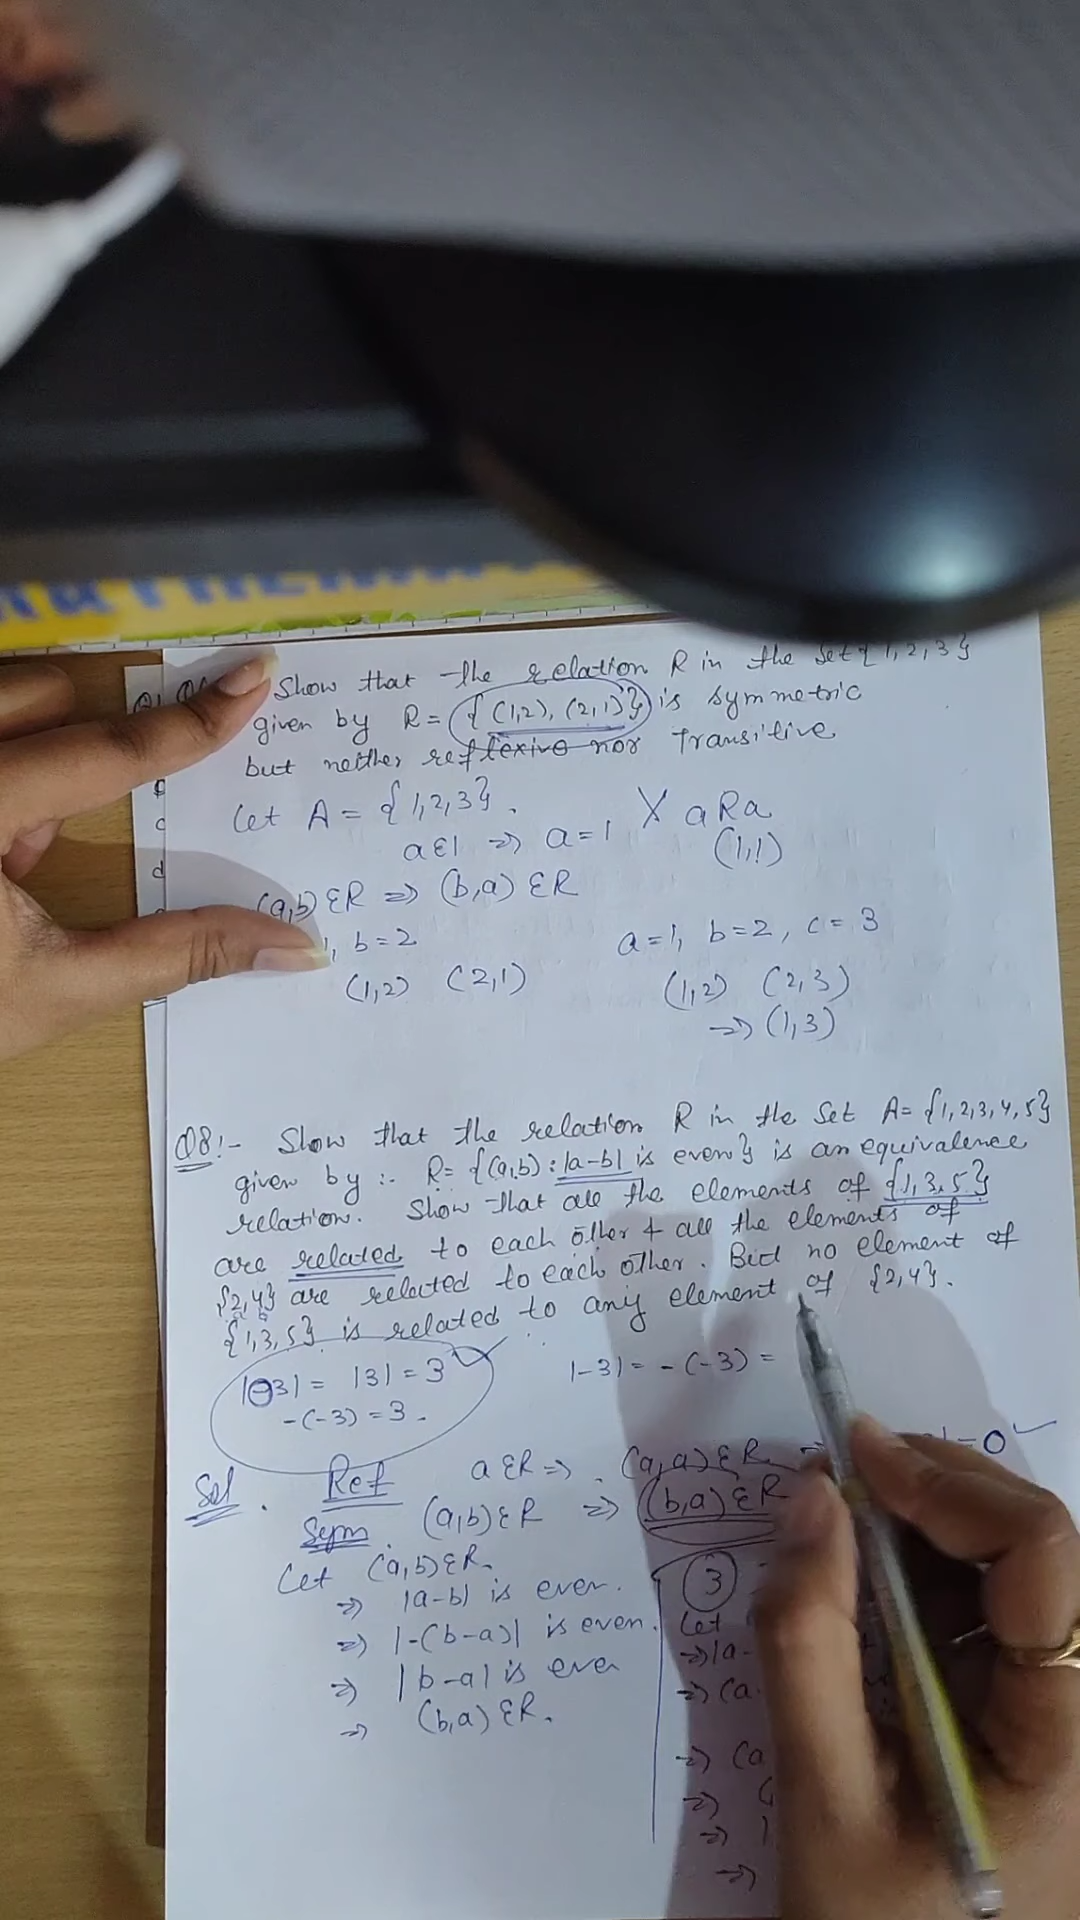 Show that the relation R in the set {1, 2, 3}
given by R = { (1,2), (2,1) } is symmetric
but neither reflexive nor Transitive
Let A = {1,2,3}.
a ε 1 => a = 1 X aRa
(1,1)
(a,b) ε R => (b,a) ε R
, b = 2 a = 1, b = 2, c = 3
(1,2) (2,1) (1,2) (2,3)
=> (1,3)
Q8:- Show that the relation R in the set A = {1,2,3,4,5}
given by :- R = {(a,b) : |a-b| is even} is an equivalence
relation. Show that all the elements of {1,3,5}
are related to each other & all the elements of
{2,4} are related to each other. But no element of
a b
{1,3,5} is related to any element of {2,4}.
|-3| = |3| = 3 |-3| = -(-3) =
-(-3) = 3.
Sol. Ref a ε R => (a,a) ε R => = 0
Sym (a,b) ε R => (b,a) ε R
Let (a,b) ε R.
=> |a-b| is even.
=> |-(b-a)| is even.
=> |b-a| is eve
=> (b,a) ε R.
3
Let
=> |a-
=> (a
=> (a
=>
=>
=>